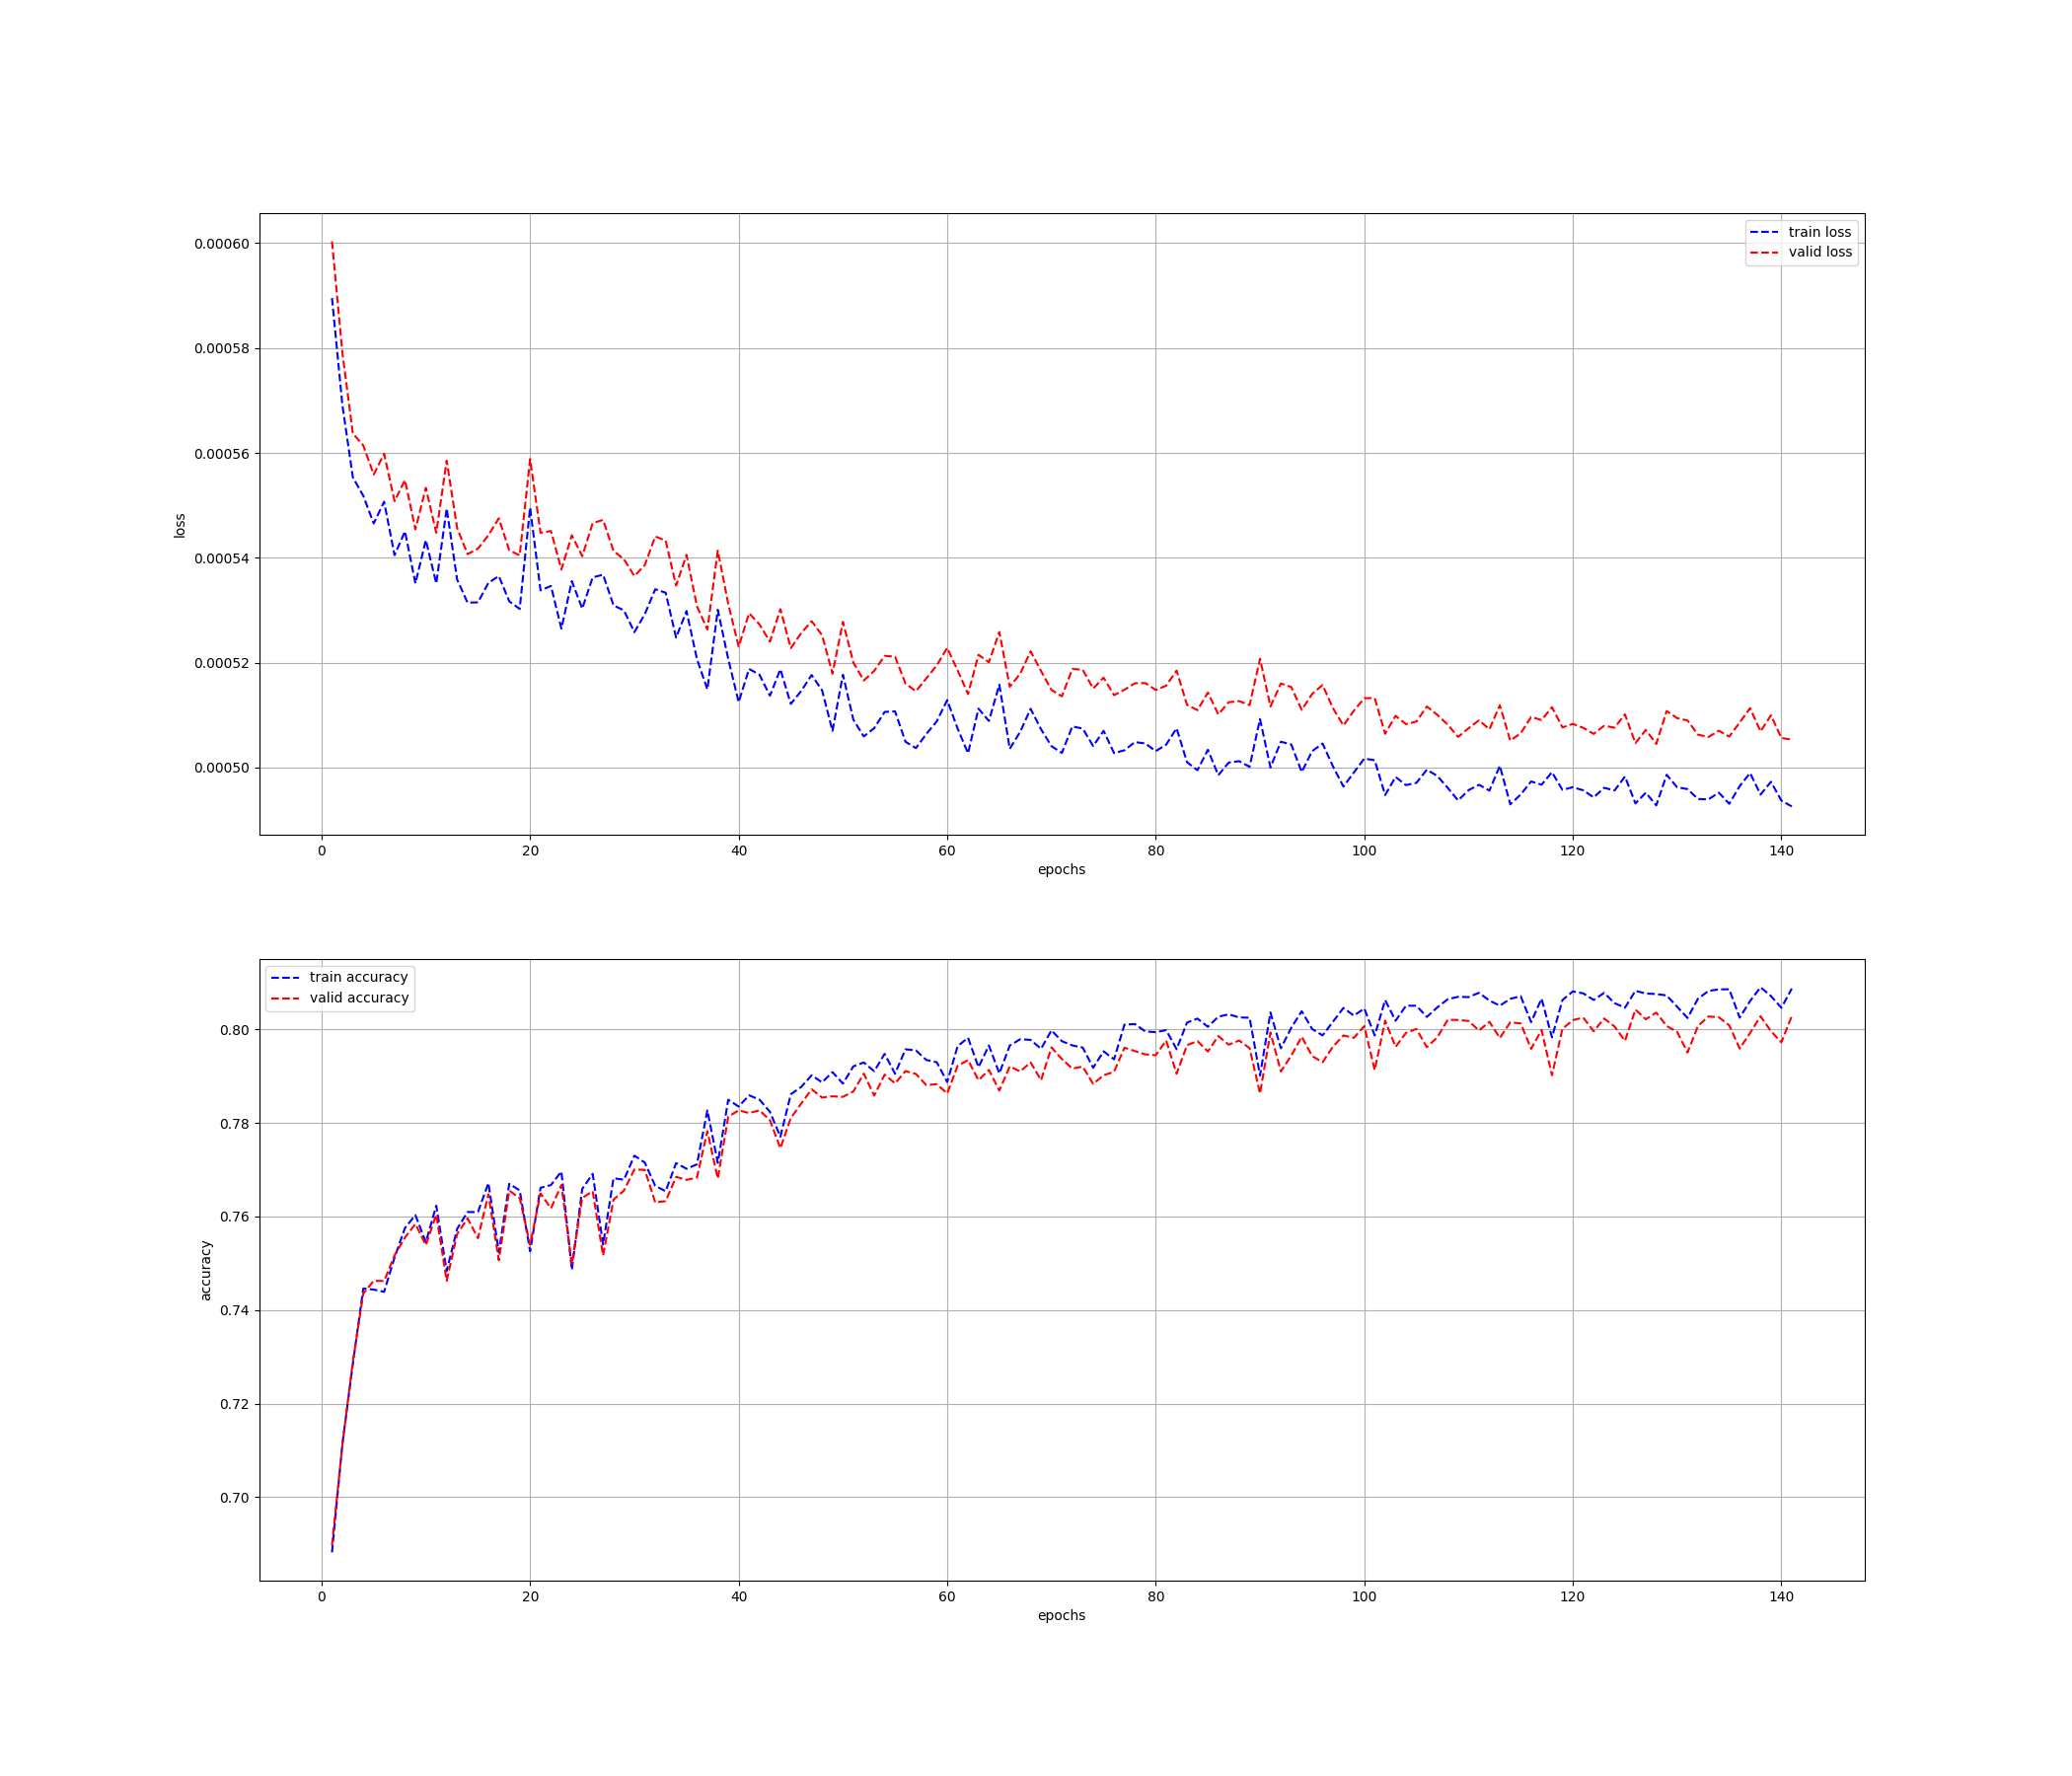 train loss
valid loss
0.00060
0.00058
0.00056
0.00054
0.00052
0.00050
loss
0 20 40 60 80 100 120 140
epochs
train accuracy
valid accuracy
0.80
0.78
0.76
0.74
0.72
0.70
accuracy
0 20 40 60 80 100 120 140
epochs